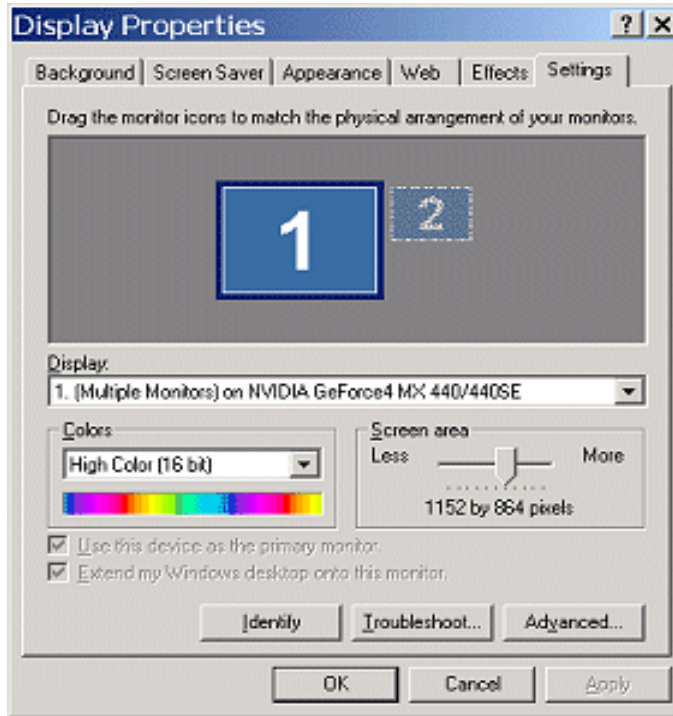 Display Properties
Background Screen Saver Appearance Web Effects Settings
Drag the monitor icons to match the physical arrangement of your monitors.
1 2
Display:
1. (Multiple Monitors) on NVIDIA GeForce4 MX 440/440SE
Colors Screen area
High Color (16 bit) Less More
1152 by 864 pixels
Use this device as the primary monitor.
Extend my Windows desktop onto this monitor.
Identify Troubleshoot... Advanced...
OK Cancel Apply